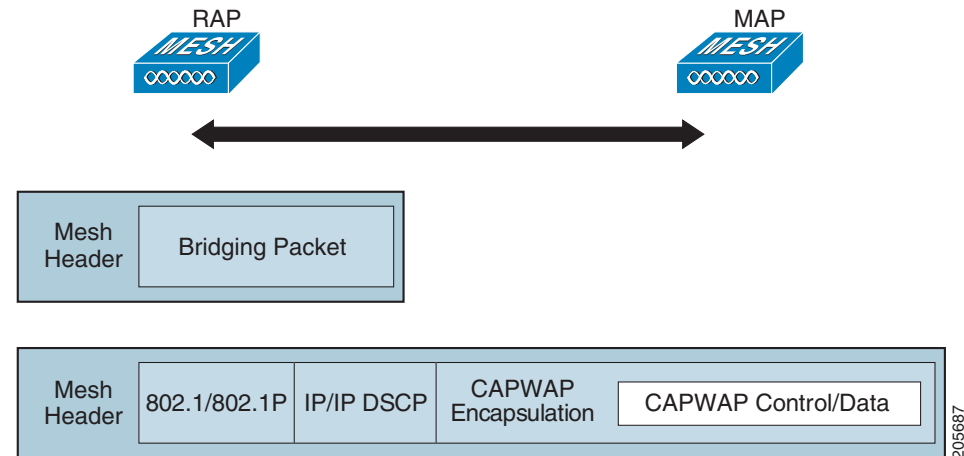 RAP
MAP
MESH
MESH
Mesh
Header
Bridging Packet
Mesh
Header
802.1/802.1P
IP/IP DSCP
CAPWAP
Encapsulation
CAPWAP Control/Data
205687